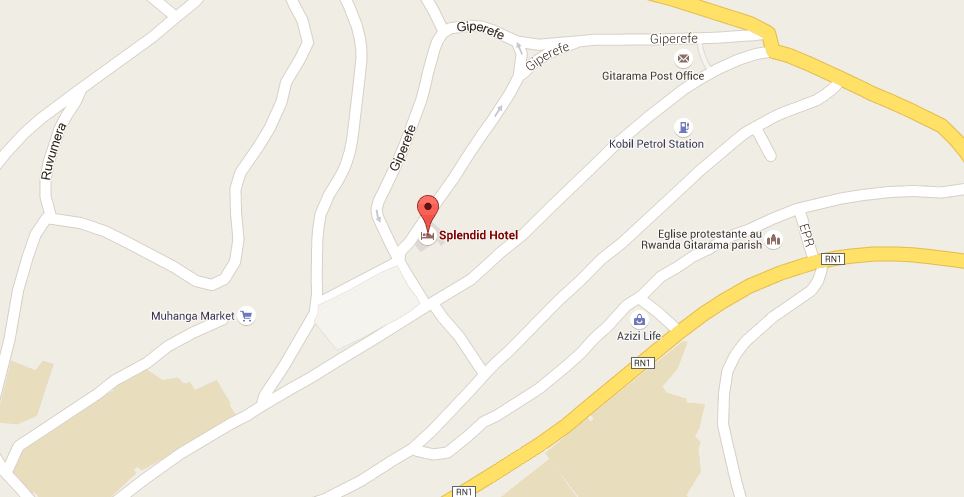 Giperefe
Giperefe
Giperefe
Gitarama Post Office
Kobil Petrol Station
Ruvumera
Giperefe
Splendid Hotel
Eglise protestante au
Rwanda Gitarama parish
EPR
RN1
Muhanga Market
Azizi Life
RN1
RN1